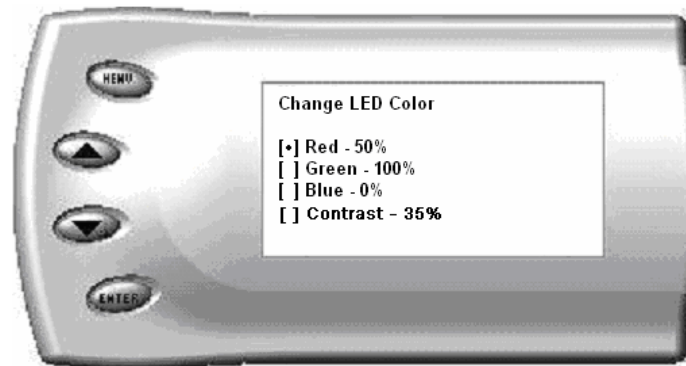 MENU
Change LED Color
[•] Red - 50%
[ ] Green - 100%
[ ] Blue - 0%
[ ] Contrast - 35%
ENTER